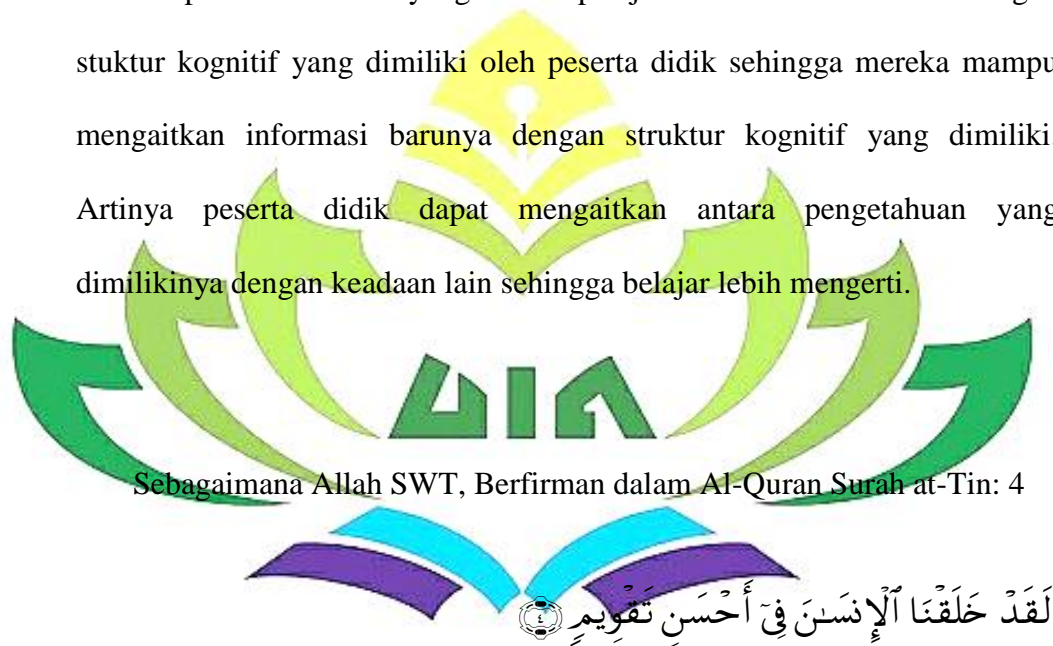 stuktur kognitif yang dimiliki oleh peserta didik sehingga mereka mampu
mengaitkan informasi barunya dengan struktur kognitif yang dimiliki.
Artinya peserta didik dapat mengaitkan antara pengetahuan yang
dimilikinya dengan keadaan lain sehingga belajar lebih mengerti.
UIN
Sebagaimana Allah SWT, Berfirman dalam Al-Quran Surah at-Tin: 4
لَقَدۡ خَلَقۡنَا ٱلۡإِنسَٰنَ فِيٓ أَحۡسَنِ تَقۡوِيمٖ ٤